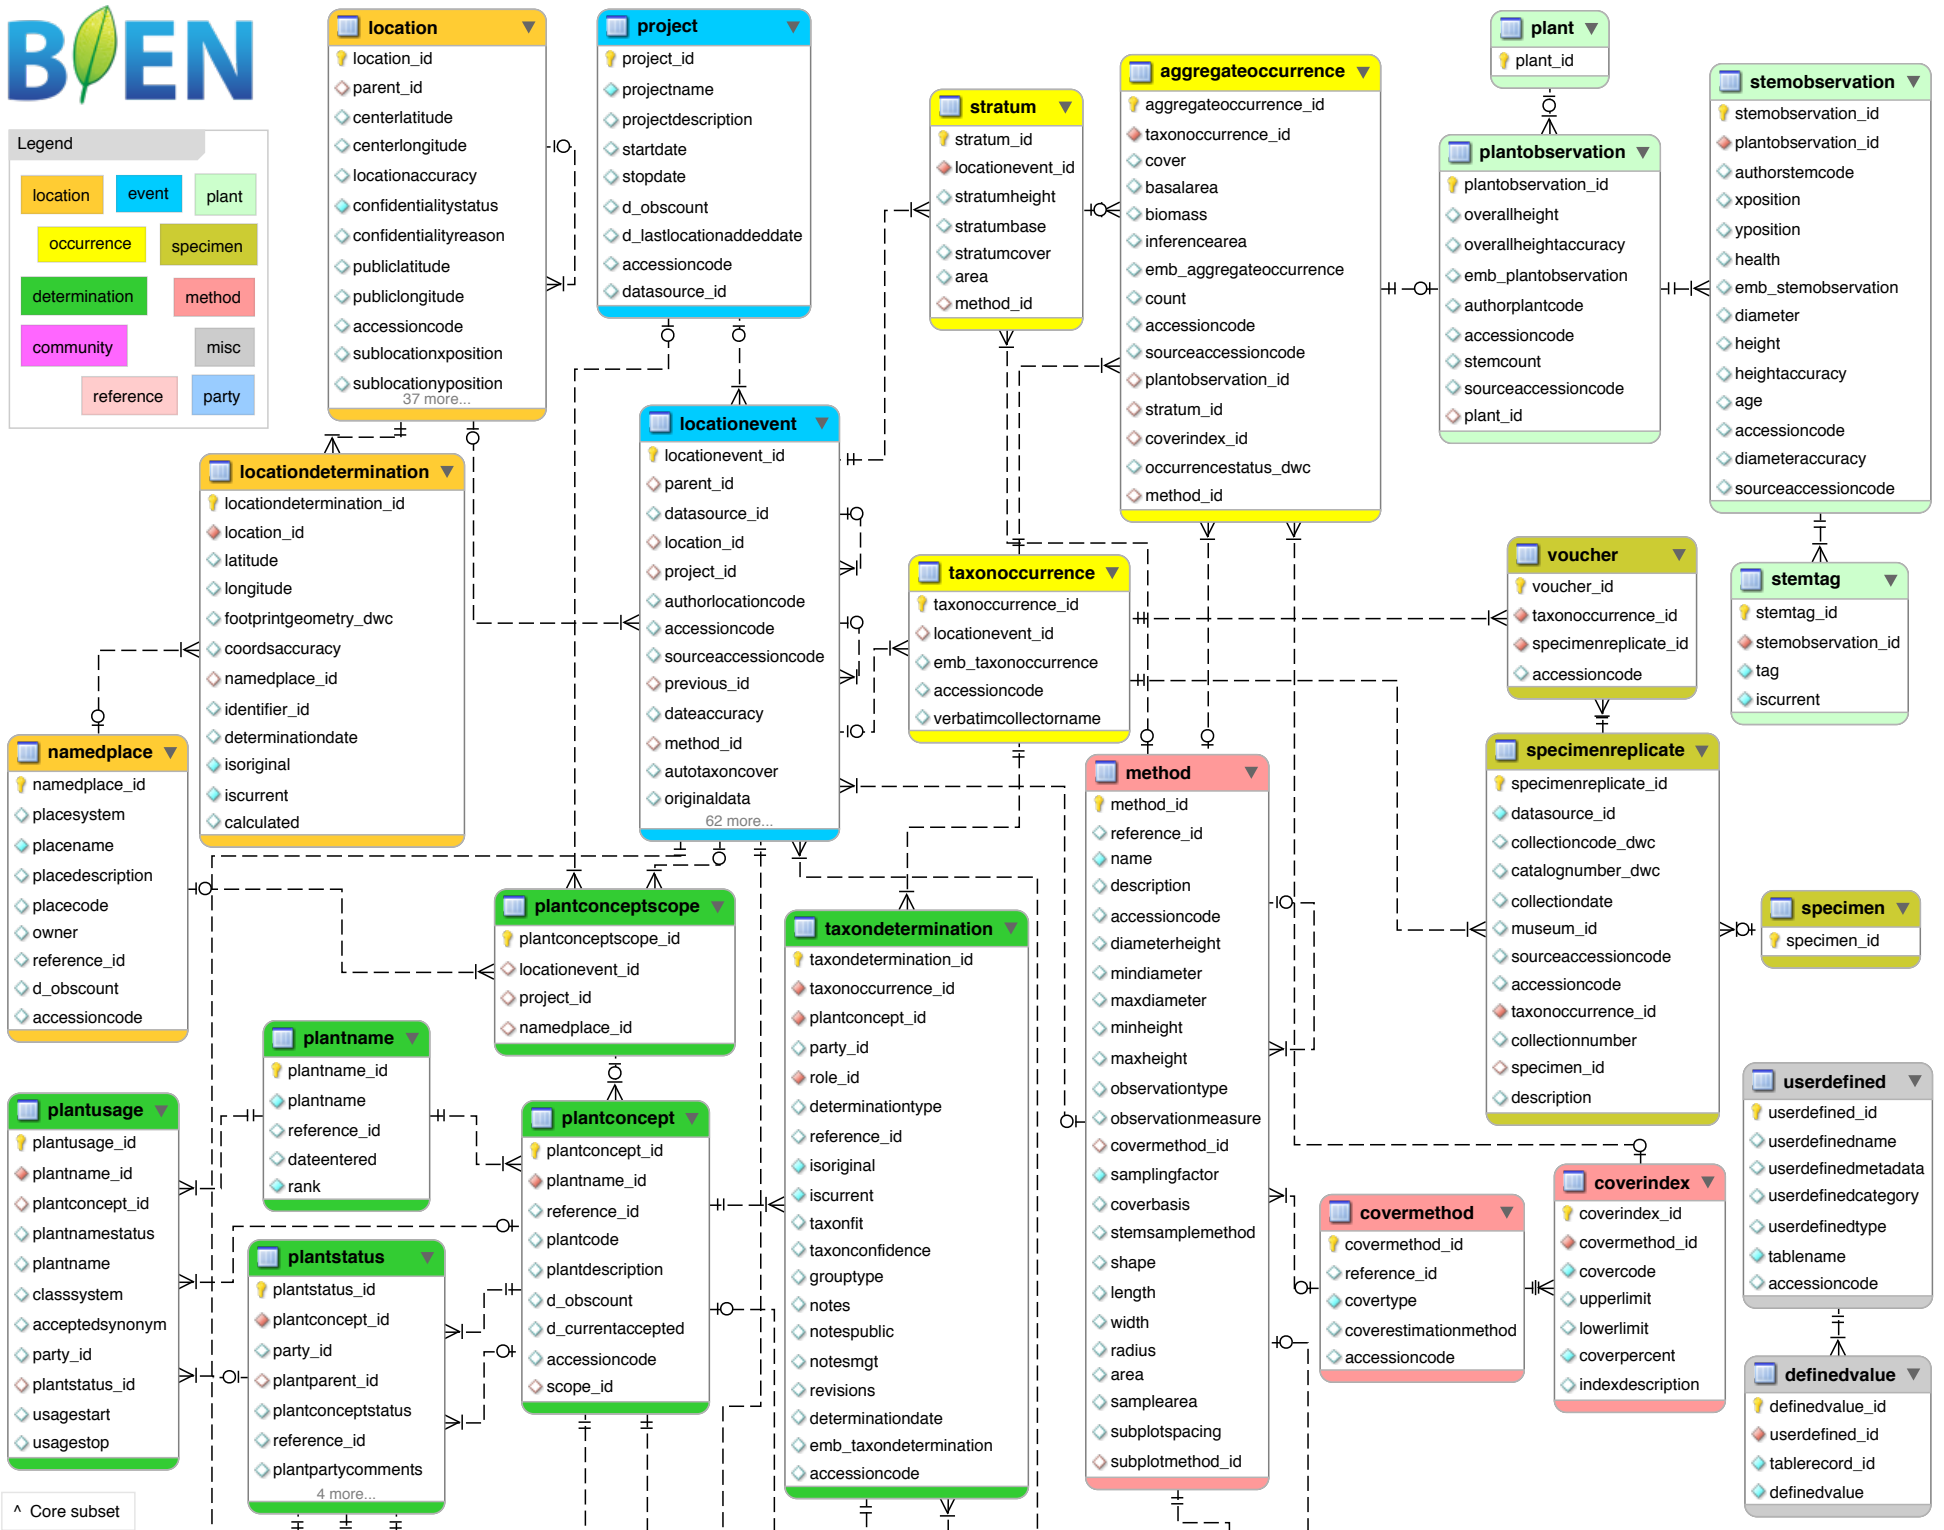 BIEN
Legend
location
event
plant
occurrence
specimen
determination
method
community
misc
reference
party
location
location_id
parent_id
centerlatitude
centerlongitude
locationaccuracy
confidentialitystatus
confidentialityreason
publiclatitude
publiclongitude
accessioncode
sublocationxposition
sublocationyposition
37 more...
project
project_id
projectname
projectdescription
startdate
stopdate
d_obscount
d_lastlocationaddeddate
accessioncode
datasource_id
stratum
stratum_id
locationevent_id
stratumheight
stratumbase
stratumcover
area
method_id
aggregateoccurrence
aggregateoccurrence_id
taxonoccurrence_id
cover
basalarea
biomass
inferencearea
emb_aggregateoccurrence
count
accessioncode
sourceaccessioncode
plantobservation_id
stratum_id
coverindex_id
occurrencestatus_dwc
method_id
plant
plant_id
plantobservation
plantobservation_id
overallheight
overallheightaccuracy
emb_plantobservation
authorplantcode
accessioncode
stemcount
sourceaccessioncode
plant_id
stemobservation
stemobservation_id
plantobservation_id
authorstemcode
xposition
yposition
health
emb_stemobservation
diameter
height
heightaccuracy
age
accessioncode
diameteraccuracy
sourceaccessioncode
locationdetermination
locationdetermination_id
location_id
latitude
longitude
footprintgeometry_dwc
coordsaccuracy
namedplace_id
identifier_id
determinationdate
isoriginal
iscurrent
calculated
locationevent
locationevent_id
parent_id
datasource_id
location_id
project_id
authorlocationcode
accessioncode
sourceaccessioncode
previous_id
dateaccuracy
method_id
autotaxoncover
originaldata
62 more...
taxonoccurrence
taxonoccurrence_id
locationevent_id
emb_taxonoccurrence
accessioncode
verbatimcollectorname
voucher
voucher_id
taxonoccurrence_id
specimenreplicate_id
accessioncode
stemtag
stemtag_id
stemobservation_id
tag
iscurrent
namedplace
namedplace_id
placesystem
placename
placedescription
placecode
owner
reference_id
d_obscount
accessioncode
method
method_id
reference_id
name
description
accessioncode
diameterheight
mindiameter
maxdiameter
minheight
maxheight
observationtype
observationmeasure
covermethod_id
samplingfactor
coverbasis
stemsamplemethod
shape
length
width
radius
area
samplearea
subplotspacing
subplotmethod_id
specimenreplicate
specimenreplicate_id
datasource_id
collectioncode_dwc
catalognumber_dwc
collectiondate
museum_id
sourceaccessioncode
accessioncode
taxonoccurrence_id
collectionnumber
specimen_id
description
specimen
specimen_id
plantconceptscope
plantconceptscope_id
locationevent_id
project_id
namedplace_id
taxondetermination
taxondetermination_id
taxonoccurrence_id
plantconcept_id
party_id
role_id
determinationtype
reference_id
isoriginal
iscurrent
taxonfit
taxonconfidence
grouptype
notes
notespublic
notesmgt
revisions
determinationdate
emb_taxondetermination
accessioncode
plantname
plantname_id
plantname
reference_id
dateentered
rank
plantusage
plantusage_id
plantname_id
plantconcept_id
plantnamestatus
plantname
classsystem
acceptedsynonym
party_id
plantstatus_id
usagestart
usagestop
plantconcept
plantconcept_id
plantname_id
reference_id
plantcode
plantdescription
d_obscount
d_currentaccepted
accessioncode
scope_id
plantstatus
plantstatus_id
plantconcept_id
party_id
plantparent_id
plantconceptstatus
reference_id
plantpartycomments
4 more...
covermethod
covermethod_id
reference_id
covertype
coverestimationmethod
accessioncode
coverindex
coverindex_id
covermethod_id
covercode
upperlimit
lowerlimit
coverpercent
indexdescription
userdefined
userdefined_id
userdefinedname
userdefinedmetadata
userdefinedcategory
userdefinedtype
tablename
accessioncode
definedvalue
definedvalue_id
userdefined_id
tablerecord_id
definedvalue
^ Core subset